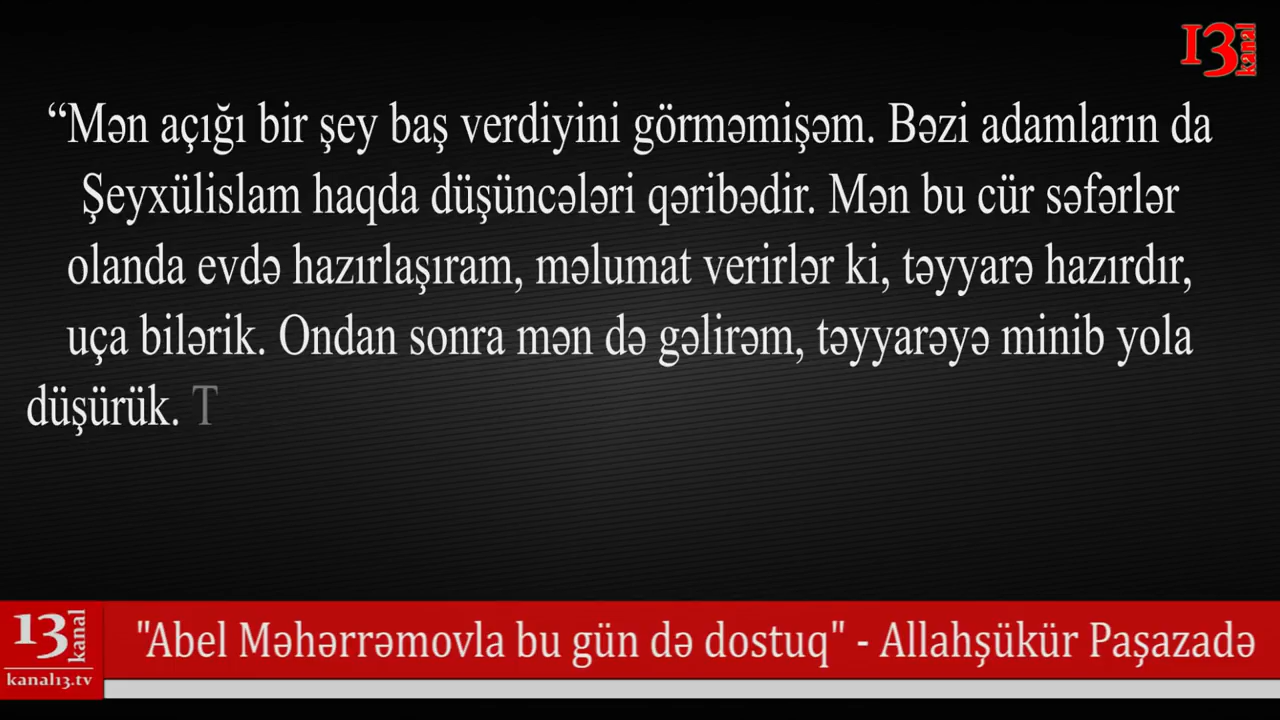 13 kanal
“Mən açığı bir şey baş verdiyini görməmişəm. Bəzi adamların da
Şeyxülislam haqda düşüncələri qəribədir. Mən bu cür səfərlər
olanda evdə hazırlaşıram, məlumat verirlər ki, təyyarə hazırdır,
uça bilərik. Ondan sonra mən də gəlirəm, təyyarəyə minib yola
düşürük. T
13 kanal
kanal13.tv
"Abel Məhərrəmovla bu gün də dostuq" - Allahşükür Paşazadə